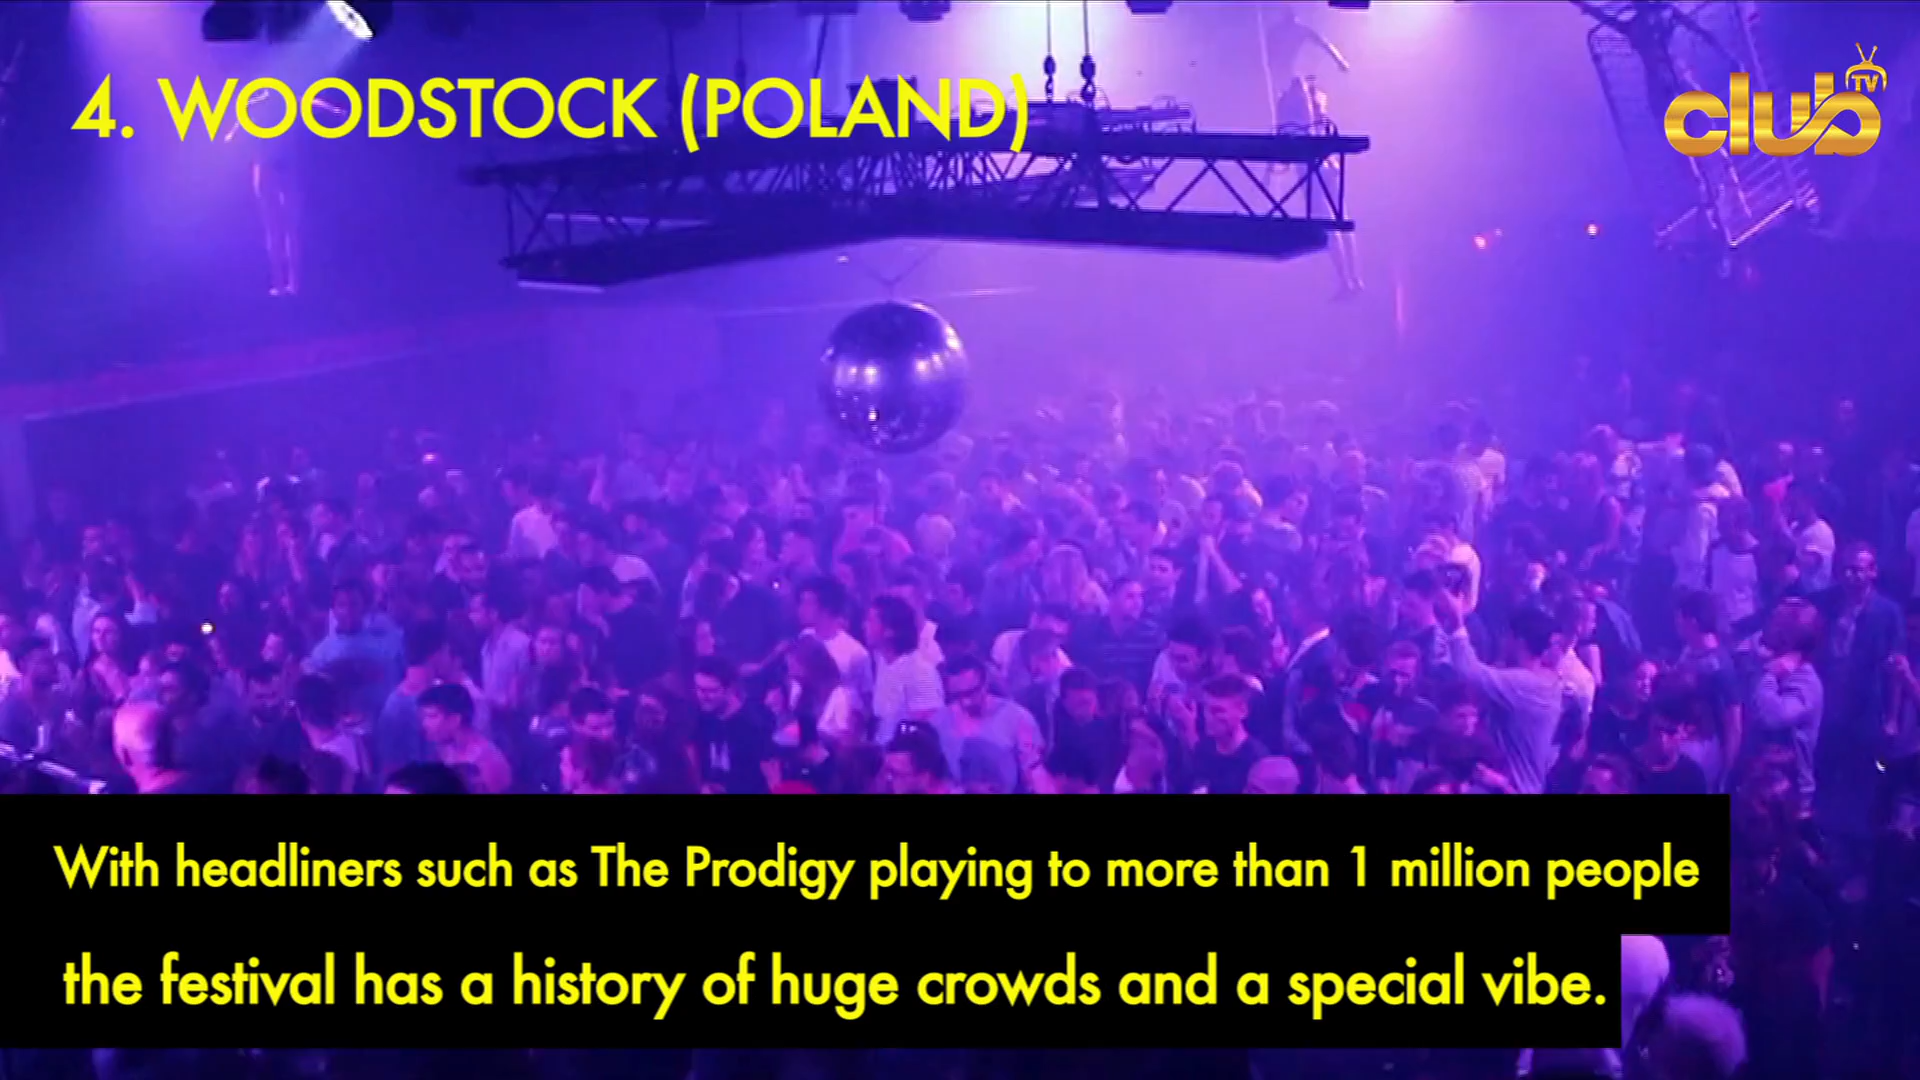 4. WOODSTOCK (POLAND)
club TV
With headliners such as The Prodigy playing to more than 1 million people
the festival has a history of huge crowds and a special vibe.